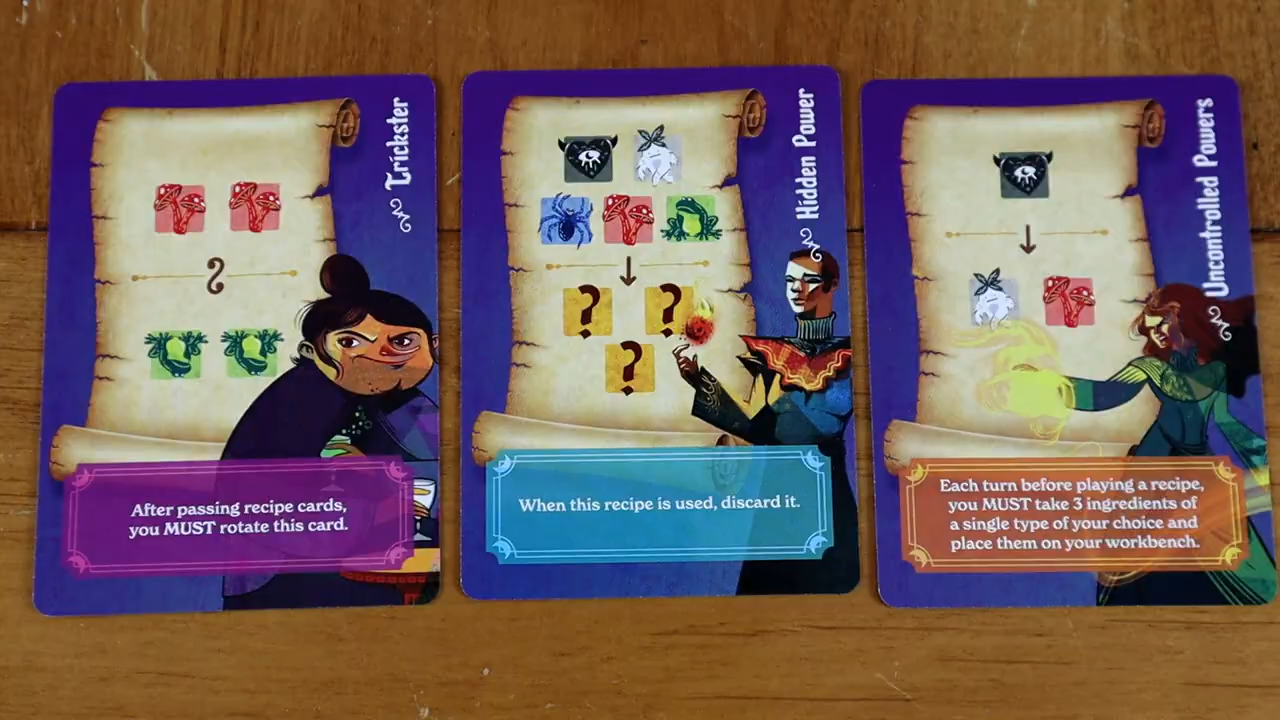 Trickster
After passing recipe cards,
you MUST rotate this card.
Hidden Power
? ?
?
When this recipe is used, discard it.
Uncontrolled Powers
Each turn before playing a recipe,
you MUST take 3 ingredients of
a single type of your choice and
place them on your workbench.